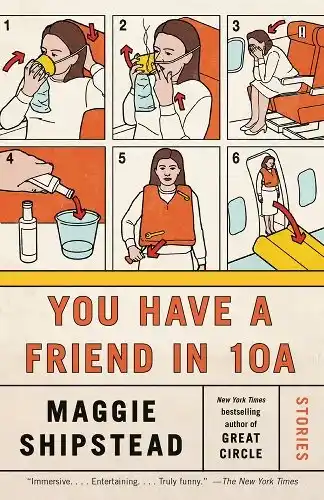 1
2
3
4
5
6
YOU HAVE A
FRIEND IN 10A
MAGGIE
SHIPSTEAD
New York Times
bestselling
author of
GREAT
CIRCLE
STORIES
"Immersive. . . . Entertaining. . . . Truly funny." —The New York Times